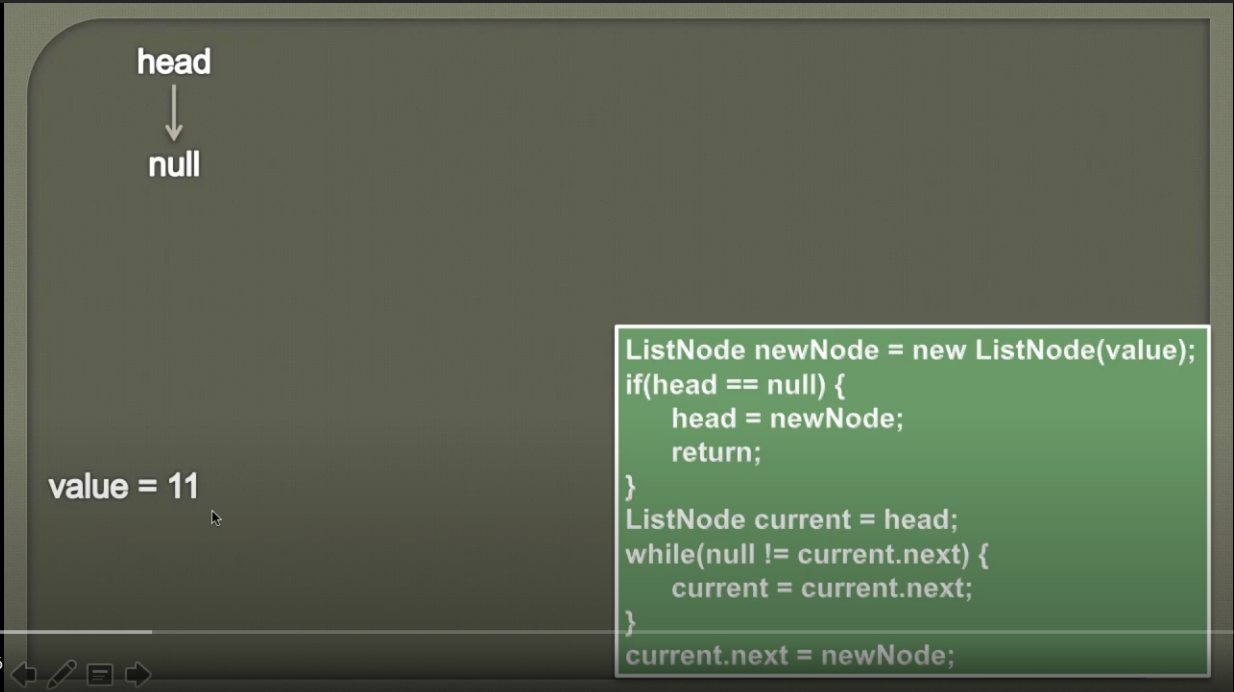 head
null
value = 11
ListNode newNode = new ListNode(value);
if(head == null) {
head = newNode;
return;
}
ListNode current = head;
while(null != current.next) {
current = current.next;
}
current.next = newNode;